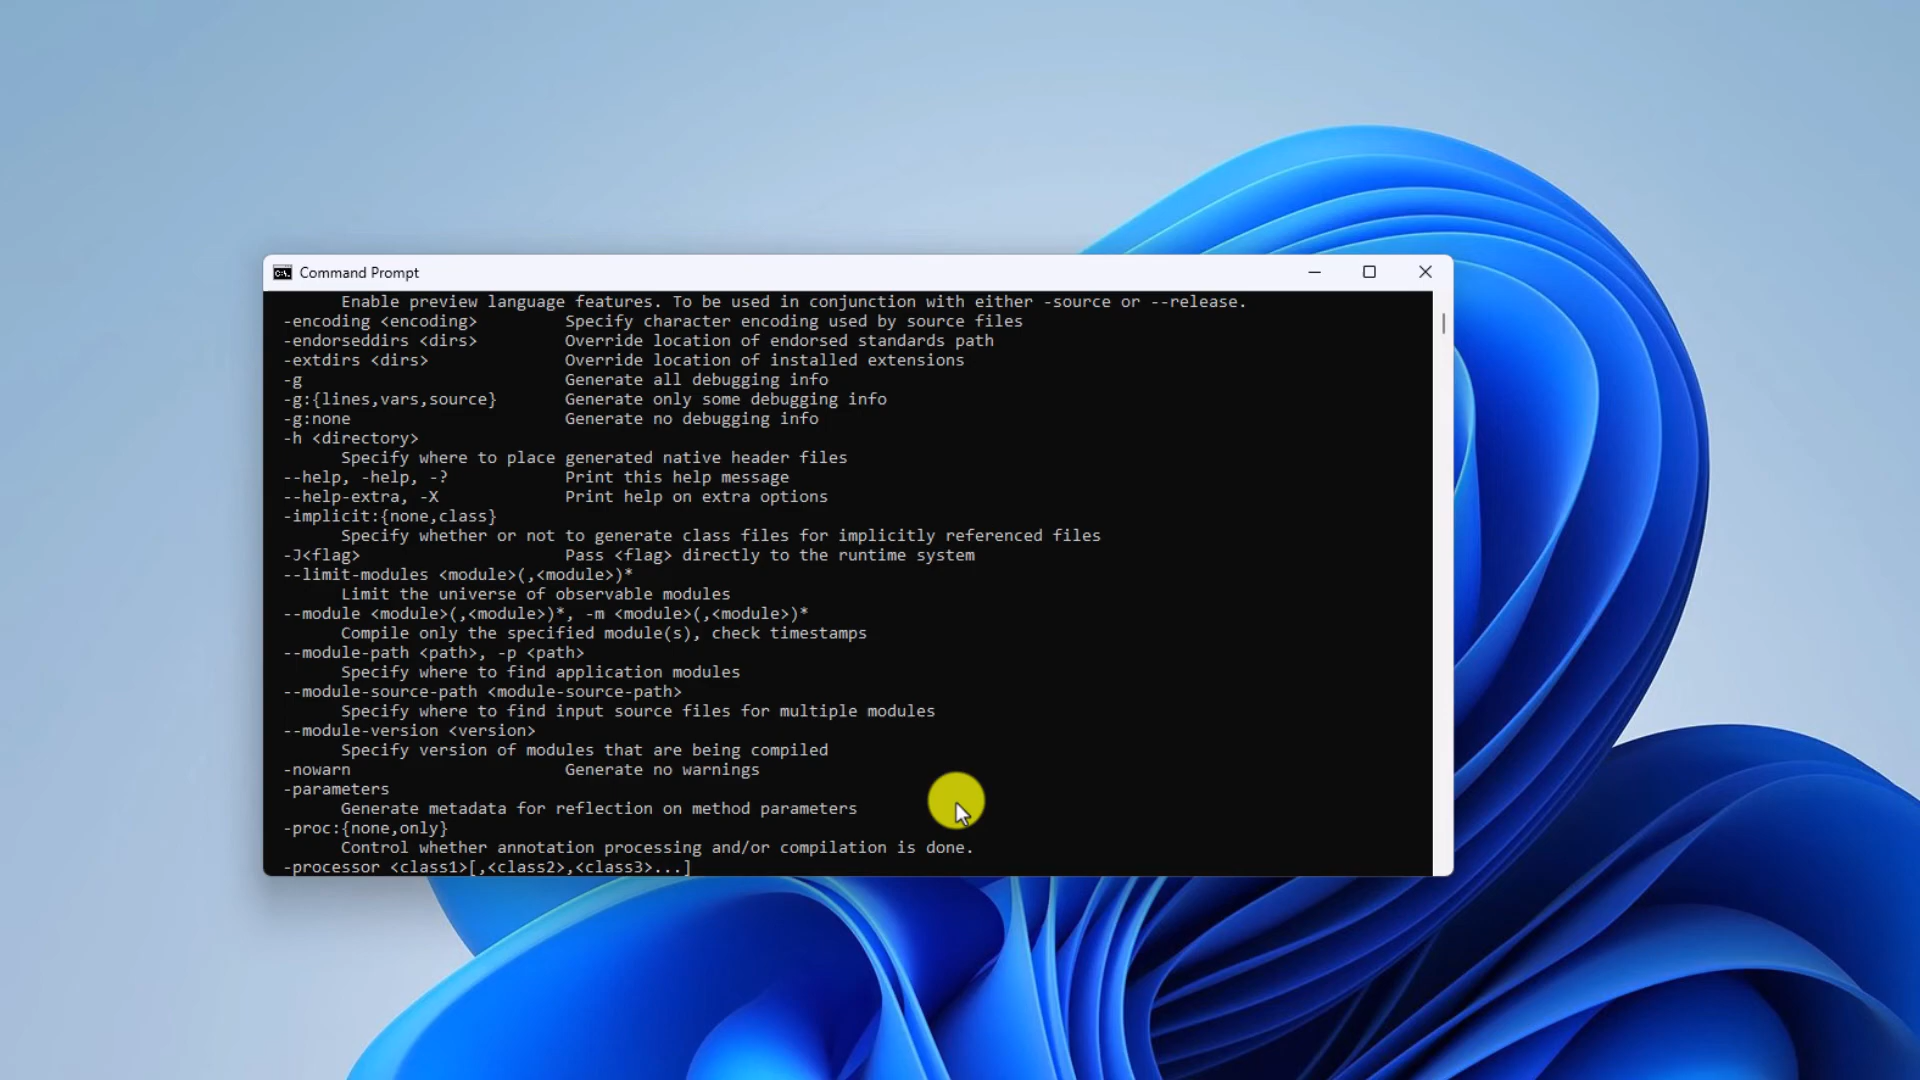 Command Prompt
Enable preview language features. To be used in conjunction with either -source or --release.
-encoding <encoding> Specify character encoding used by source files
-endorseddirs <dirs> Override location of endorsed standards path
-extdirs <dirs> Override location of installed extensions
-g Generate all debugging info
-g:{lines,vars,source} Generate only some debugging info
-g:none Generate no debugging info
-h <directory>
Specify where to place generated native header files
--help, -help, -? Print this help message
--help-extra, -X Print help on extra options
-implicit:{none,class}
Specify whether or not to generate class files for implicitly referenced files
-J<flag> Pass <flag> directly to the runtime system
--limit-modules <module>(,<module>)*
Limit the universe of observable modules
--module <module>(,<module>)*, -m <module>(,<module>)*
Compile only the specified module(s), check timestamps
--module-path <path>, -p <path>
Specify where to find application modules
--module-source-path <module-source-path>
Specify where to find input source files for multiple modules
--module-version <version>
Specify version of modules that are being compiled
-nowarn Generate no warnings
-parameters
Generate metadata for reflection on method parameters
-proc:{none,only}
Control whether annotation processing and/or compilation is done.
-processor <class1>[,<class2>,<class3>...]